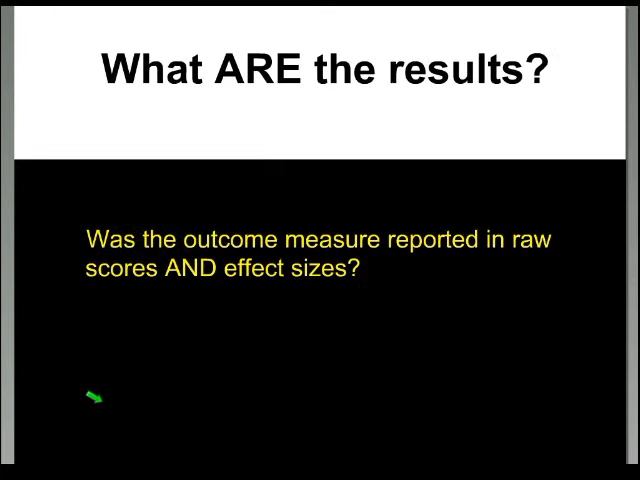 What ARE the results?
Was the outcome measure reported in raw
scores AND effect sizes?